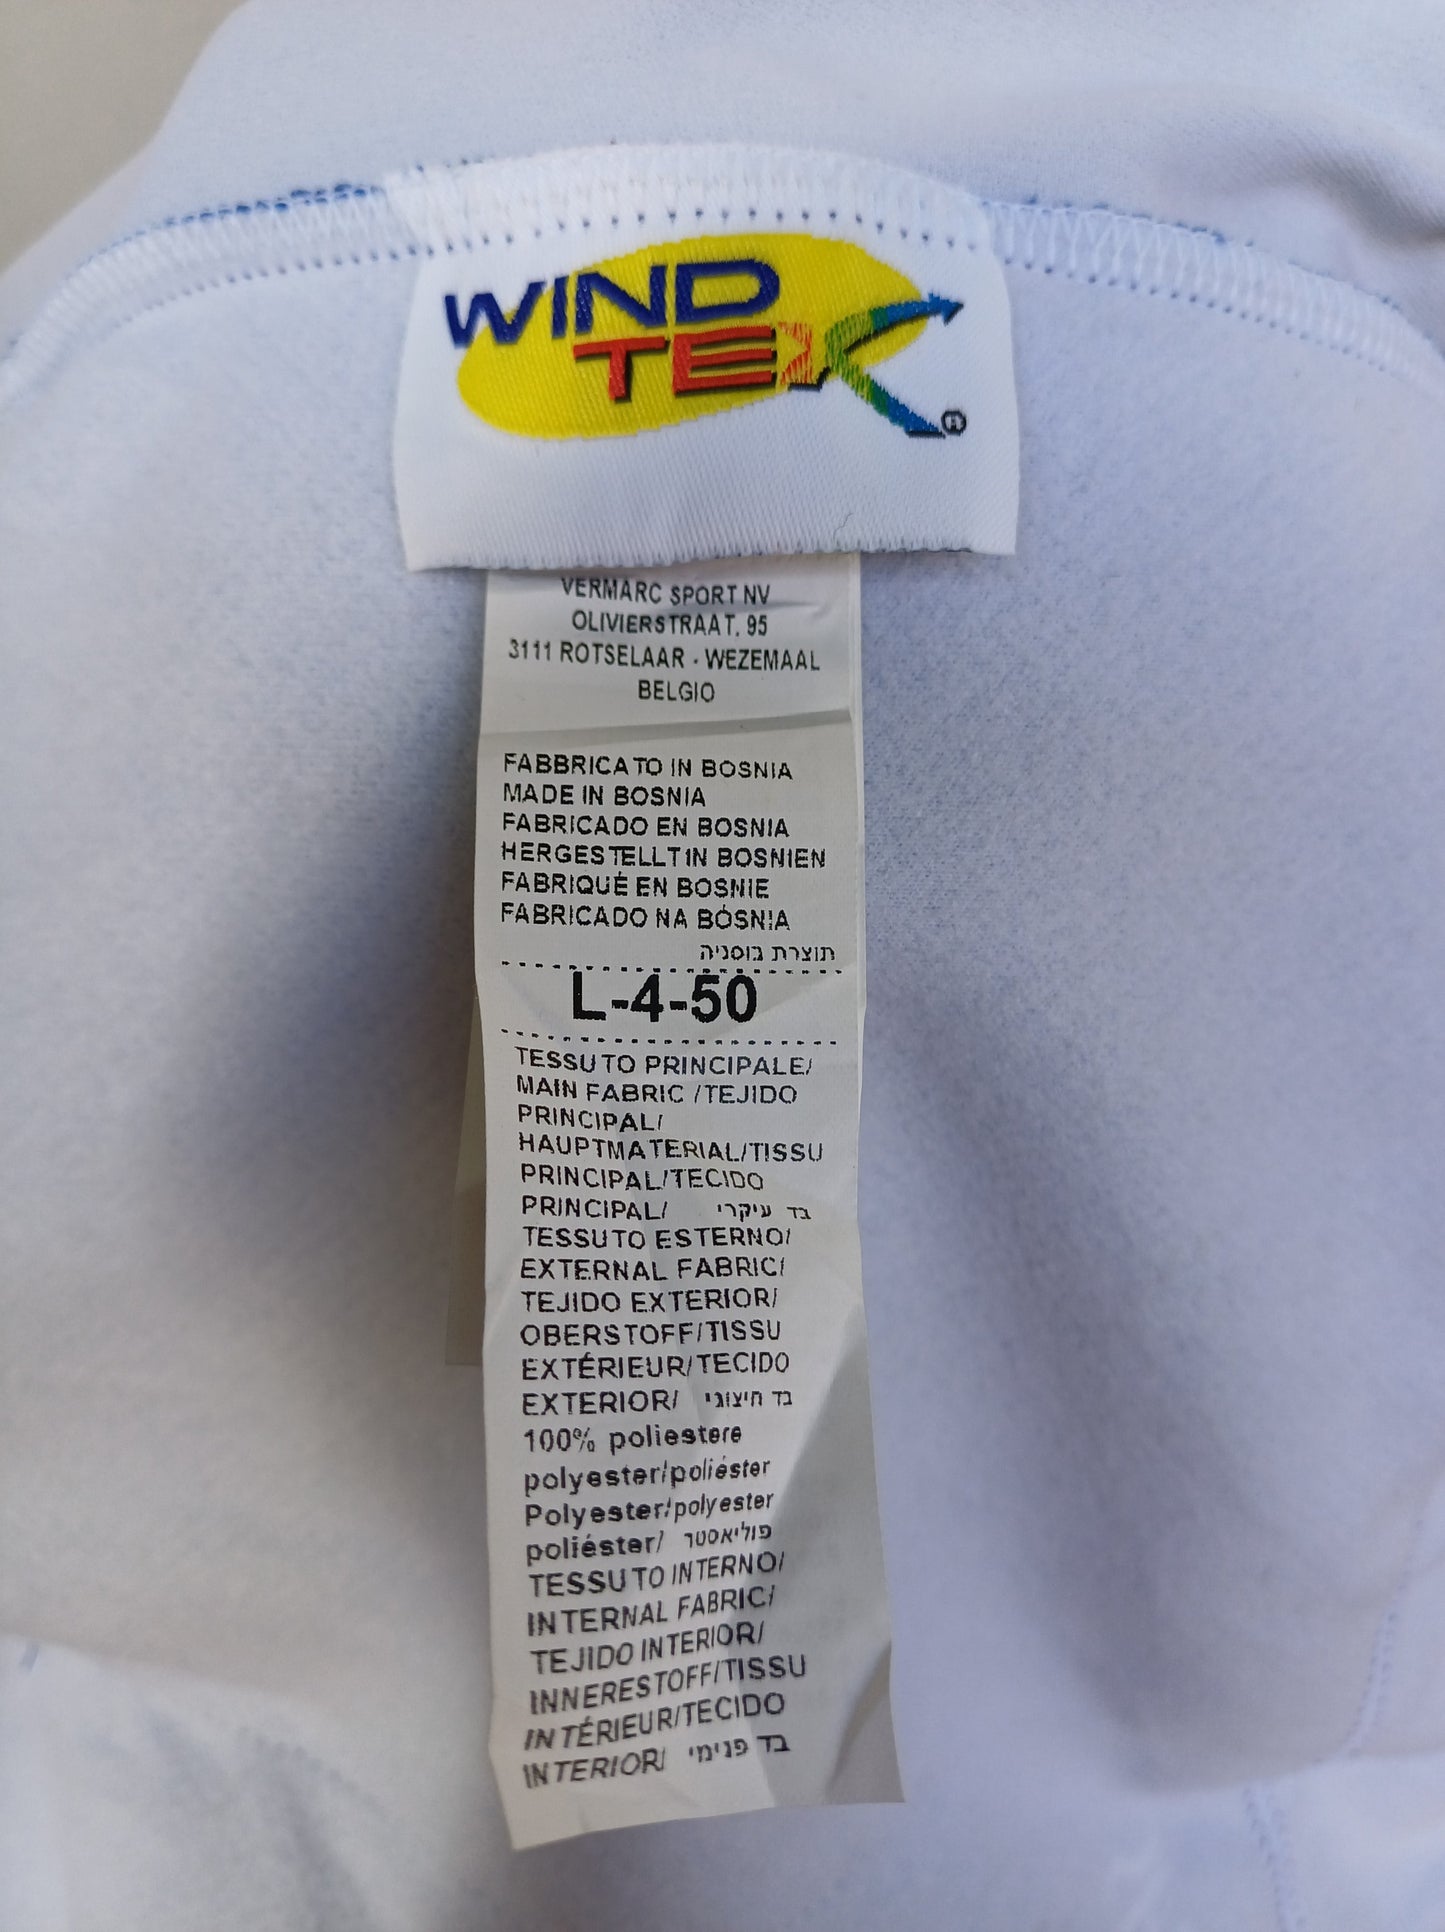 WIND
TEX
®
VERMARC SPORT NV
OLIVIERSTRAAT, 95
3111 ROTSELAAR - WEZEMAAL
BELGIO
FABBRICATO IN BOSNIA
MADE IN BOSNIA
FABRICADO EN BOSNIA
HERGESTELLT IN BOSNIEN
FABRIQUÉ EN BOSNIE
FABRICADO NA BÓSNIA
תוצרת בוסניה
L-4-50
TESSUTO PRINCIPALE/
MAIN FABRIC /TEJIDO
PRINCIPAL/
HAUPTMATERIAL/TISSU
PRINCIPAL/TECIDO
PRINCIPAL/ בד עיקרי
TESSUTO ESTERNO/
EXTERNAL FABRIC/
TEJIDO EXTERIOR/
OBERSTOFF/TISSU
EXTÉRIEUR/TECIDO
EXTERIOR/ בד חיצוני
100% poliestere
polyester/poliéster
Polyester/polyester
poliéster/ פוליאסטר
TESSUTO INTERNO/
INTERNAL FABRIC/
TEJIDO INTERIOR/
INNERESTOFF/TISSU
INTÉRIEUR/TECIDO
INTERIOR/ בד פנימי